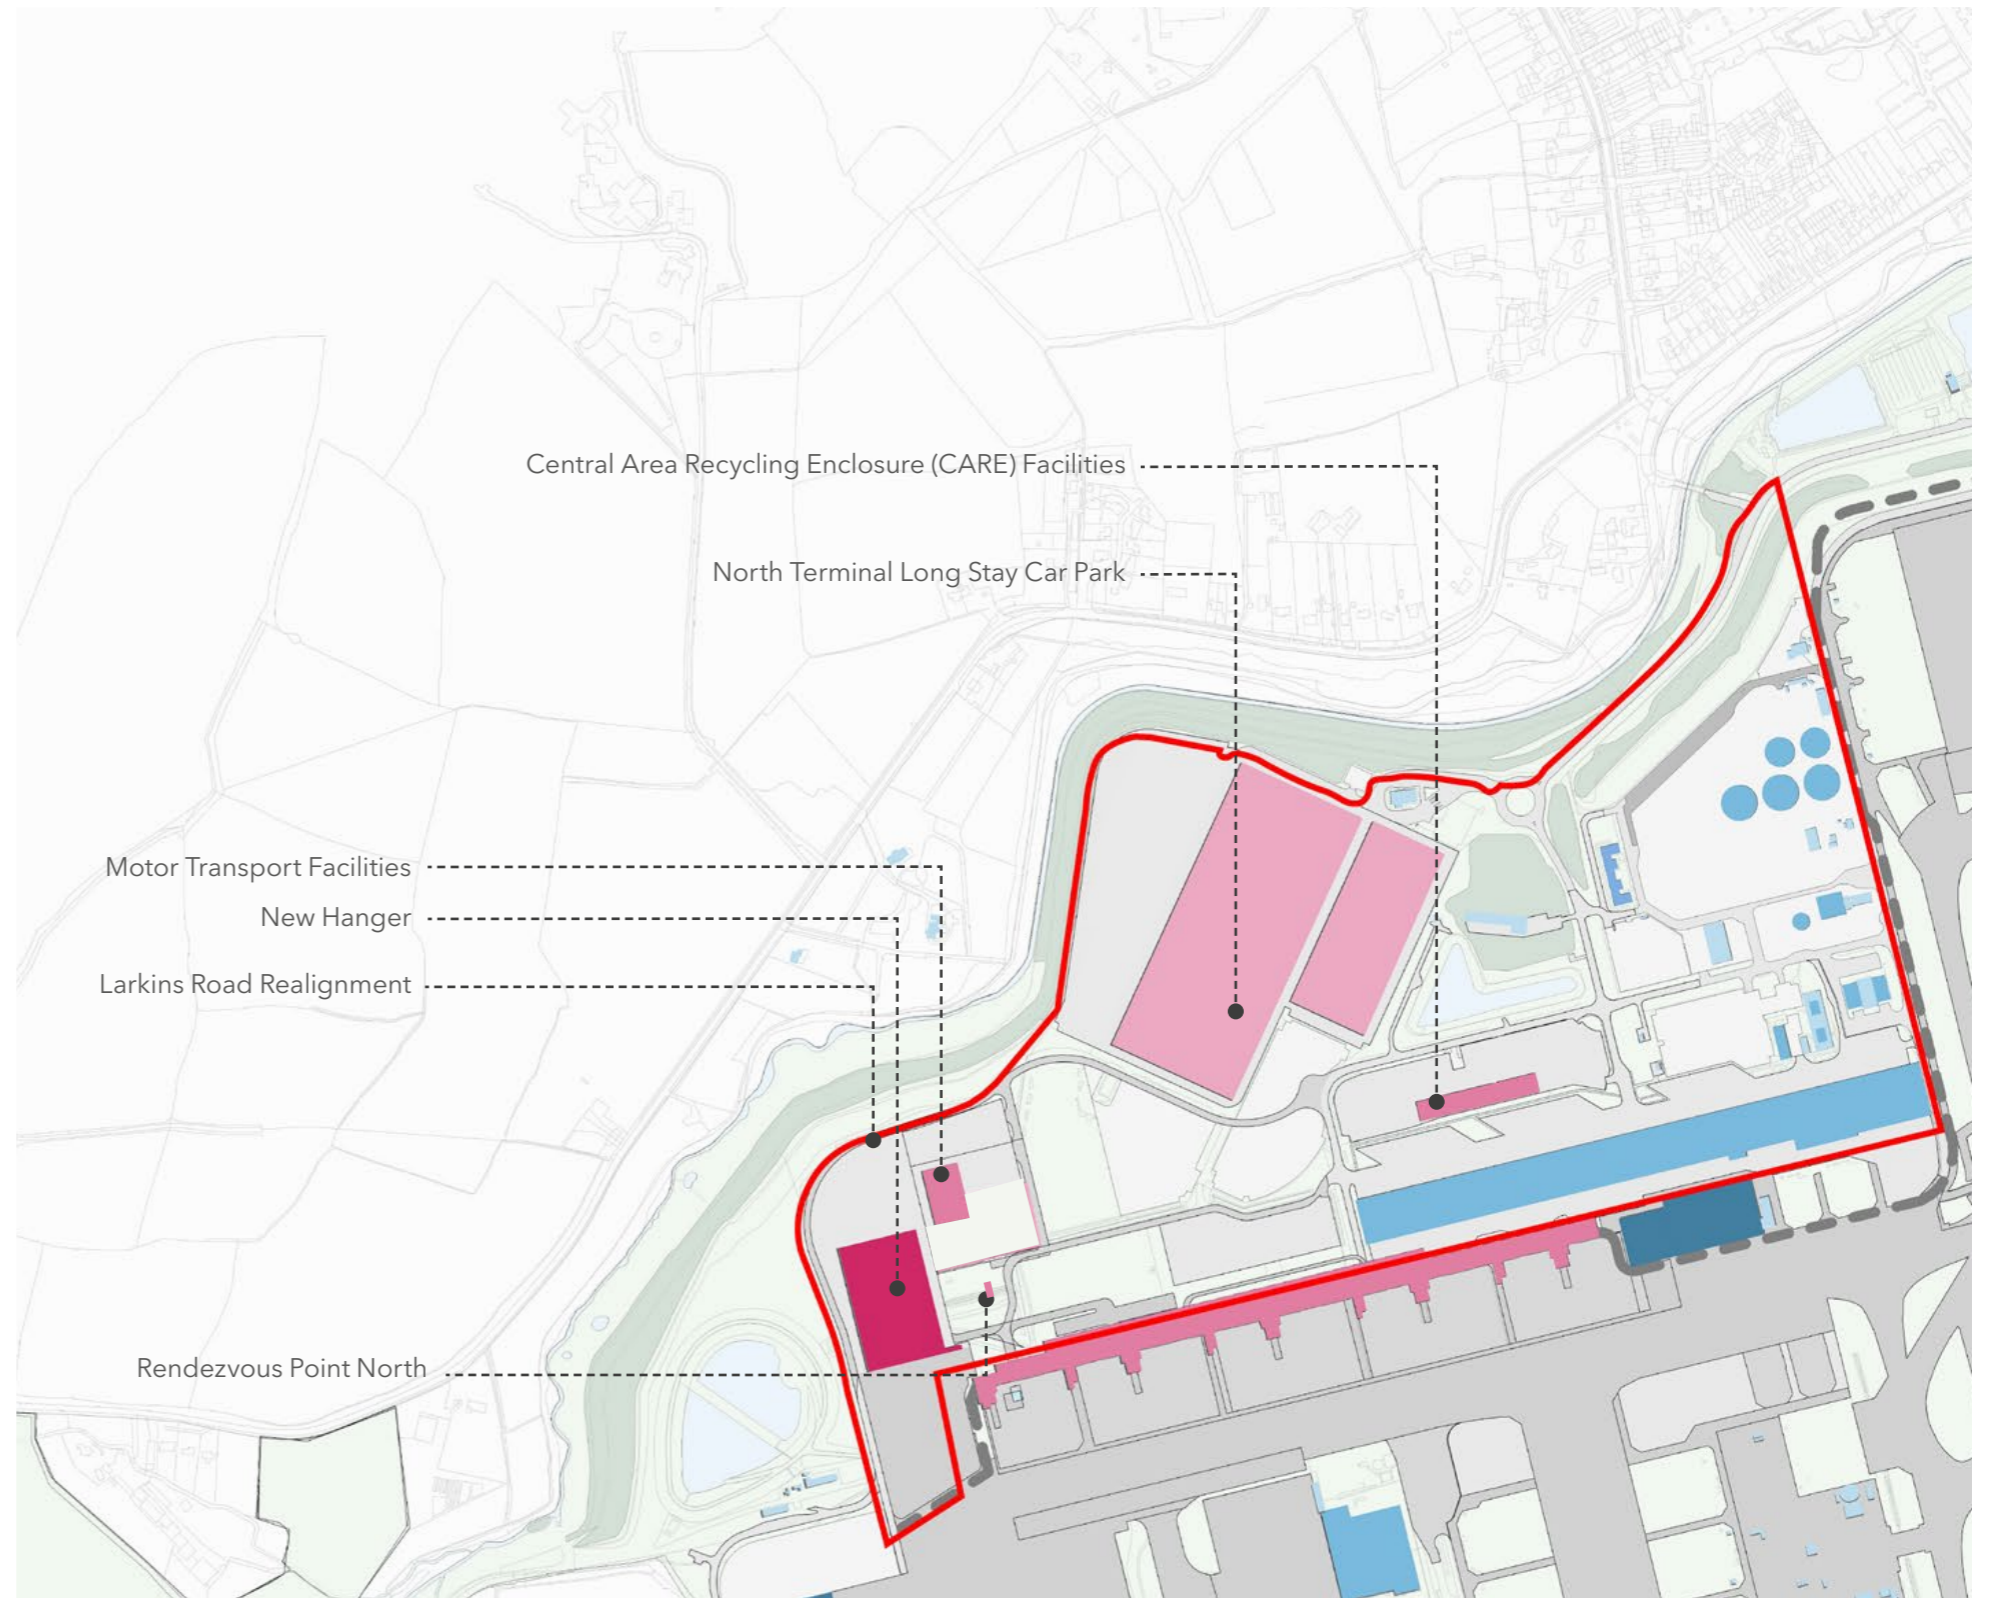 Central Area Recycling Enclosure (CARE) Facilities
North Terminal Long Stay Car Park
Motor Transport Facilities
New Hanger
Larkins Road Realignment
Rendezvous Point North